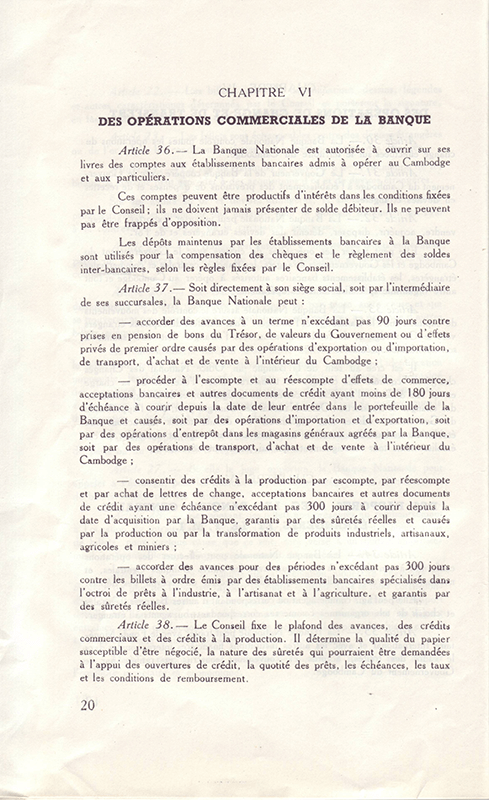 CHAPITRE VI
DES OPÉRATIONS COMMERCIALES DE LA BANQUE
Article 36.— La Banque Nationale est autorisée à ouvrir sur ses
livres des comptes aux établissements bancaires admis à opérer au Cambodge
et aux particuliers.
Ces comptes peuvent être productifs d'intérêts dans les conditions fixées
par le Conseil ; ils ne doivent jamais présenter de solde débiteur. Ils ne peuvent
pas être frappés d'opposition.
Les dépôts maintenus par les établissements bancaires à la Banque
sont utilisés pour la compensation des chèques et le règlement des soldes
inter-bancaires, selon les règles fixées par le Conseil.
Article 37.— Soit directement à son siège social, soit par l'intermédiaire
de ses succursales, la Banque Nationale peut :
— accorder des avances à un terme n'excédant pas 90 jours contre
prises en pension de bons du Trésor, de valeurs du Gouvernement ou d'effets
privés de premier ordre causés par des opérations d'exportation ou d'importation,
de transport, d'achat et de vente à l'intérieur du Cambodge ;
— procéder à l'escompte et au réescompte d'effets de commerce,
acceptations bancaires et autres documents de crédit ayant moins de 180 jours
d'échéance à courir depuis la date de leur entrée dans le portefeuille de la
Banque et causés, soit par des opérations d'importation et d'exportation, soit
par des opérations d'entrepôt dans les magasins généraux agréés par la Banque,
soit par des opérations de transport, d'achat et de vente à l'intérieur du
Cambodge ;
— consentir des crédits à la production par escompte, par réescompte
et par achat de lettres de change, acceptations bancaires et autres documents
de crédit ayant une échéance n'excédant pas 300 jours à courir depuis la
date d'acquisition par la Banque, garantis par des sûretés réelles et causés
par la production ou par la transformation de produits industriels, artisanaux,
agricoles et miniers ;
— accorder des avances pour des périodes n'excédant pas 300 jours
contre les billets à ordre émis par des établissements bancaires spécialisés dans
l'octroi de prêts à l'industrie, à l'artisanat et à l'agriculture, et garantis par
des sûretés réelles.
Article 38.— Le Conseil fixe le plafond des avances, des crédits
commerciaux et des crédits à la production. Il détermine la qualité du papier
susceptible d'être négocié, la nature des sûretés qui pourraient être demandées
à l'appui des ouvertures de crédit, la quotité des prêts, les échéances, les taux
et les conditions de remboursement.
20